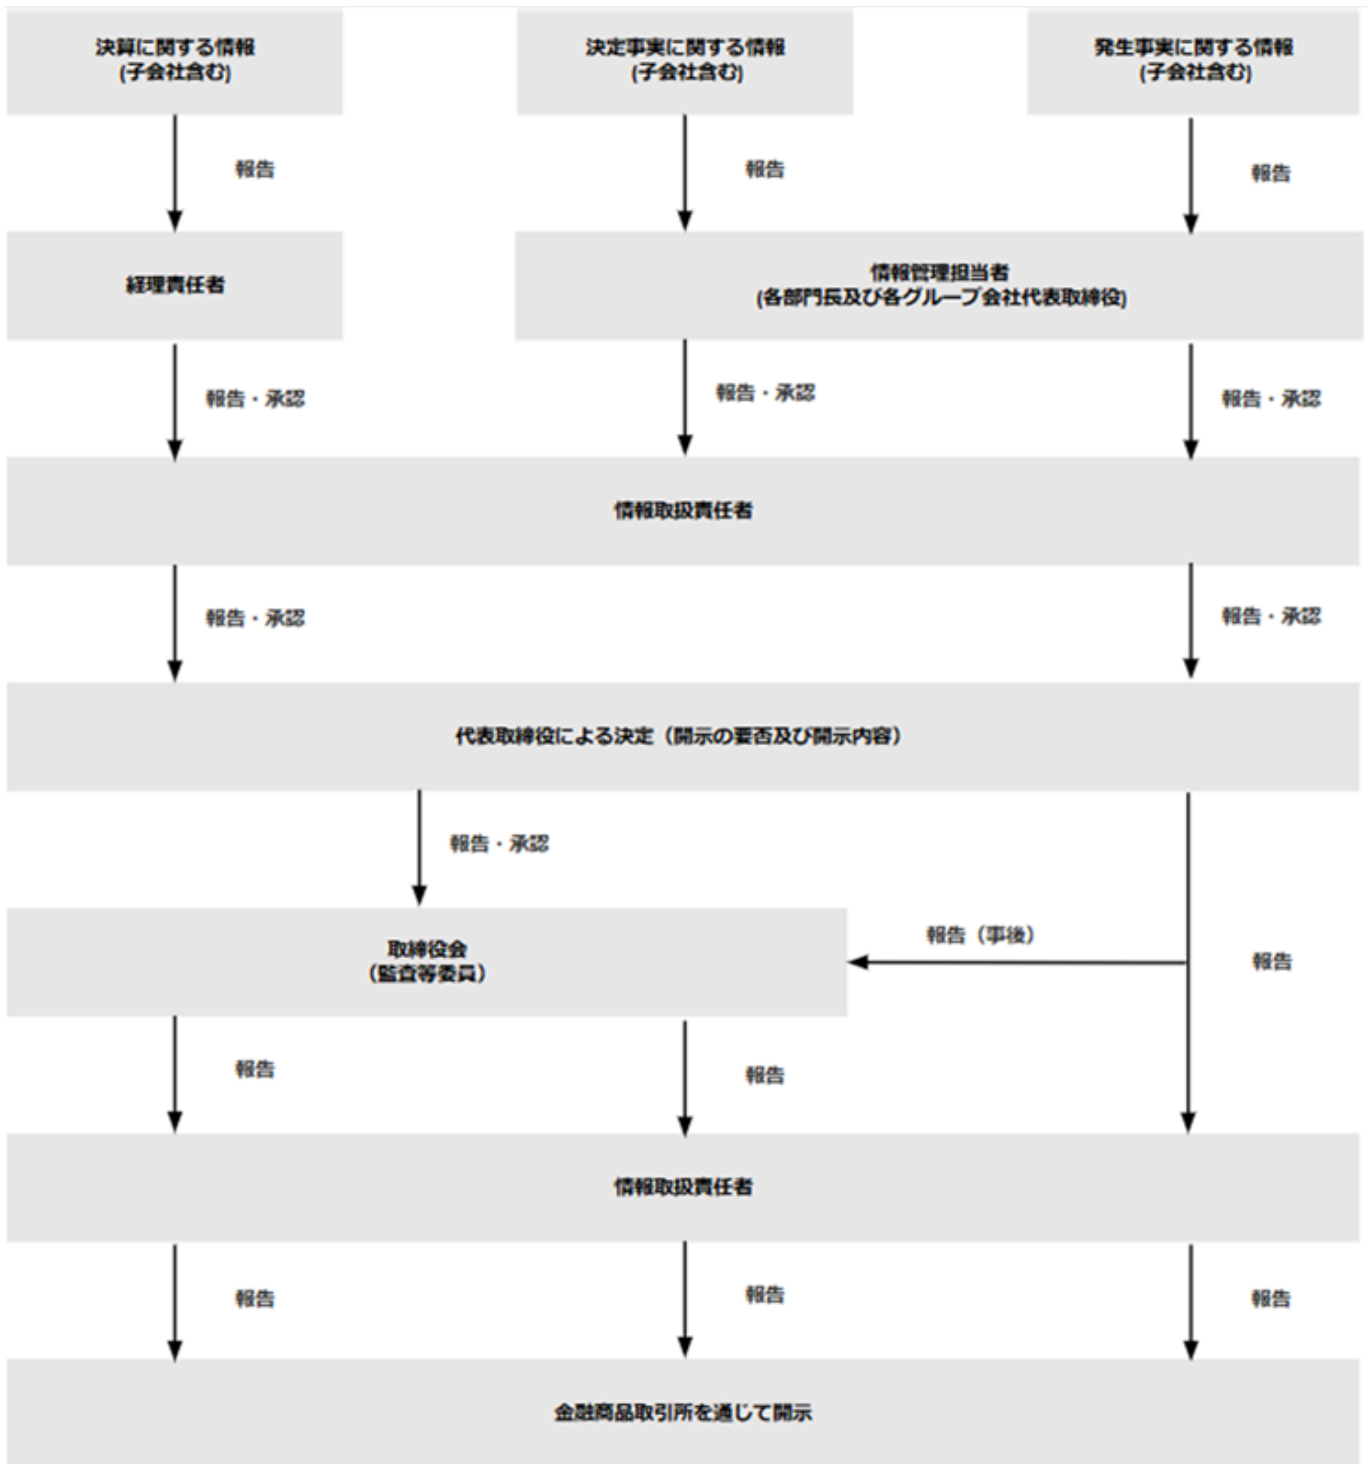 決算に関する情報
(子会社含む)
決定事実に関する情報
(子会社含む)
発生事実に関する情報
(子会社含む)
報告
報告
報告
経理責任者
情報管理担当者
(各部門長及び各グループ会社代表取締役)
報告・承認
報告・承認
報告・承認
情報取扱責任者
報告・承認
報告・承認
代表取締役による決定（開示の要否及び開示内容）
報告・承認
取締役会
（監査等委員）
報告（事後）
報告
報告
報告
情報取扱責任者
報告
報告
報告
金融商品取引所を通じて開示